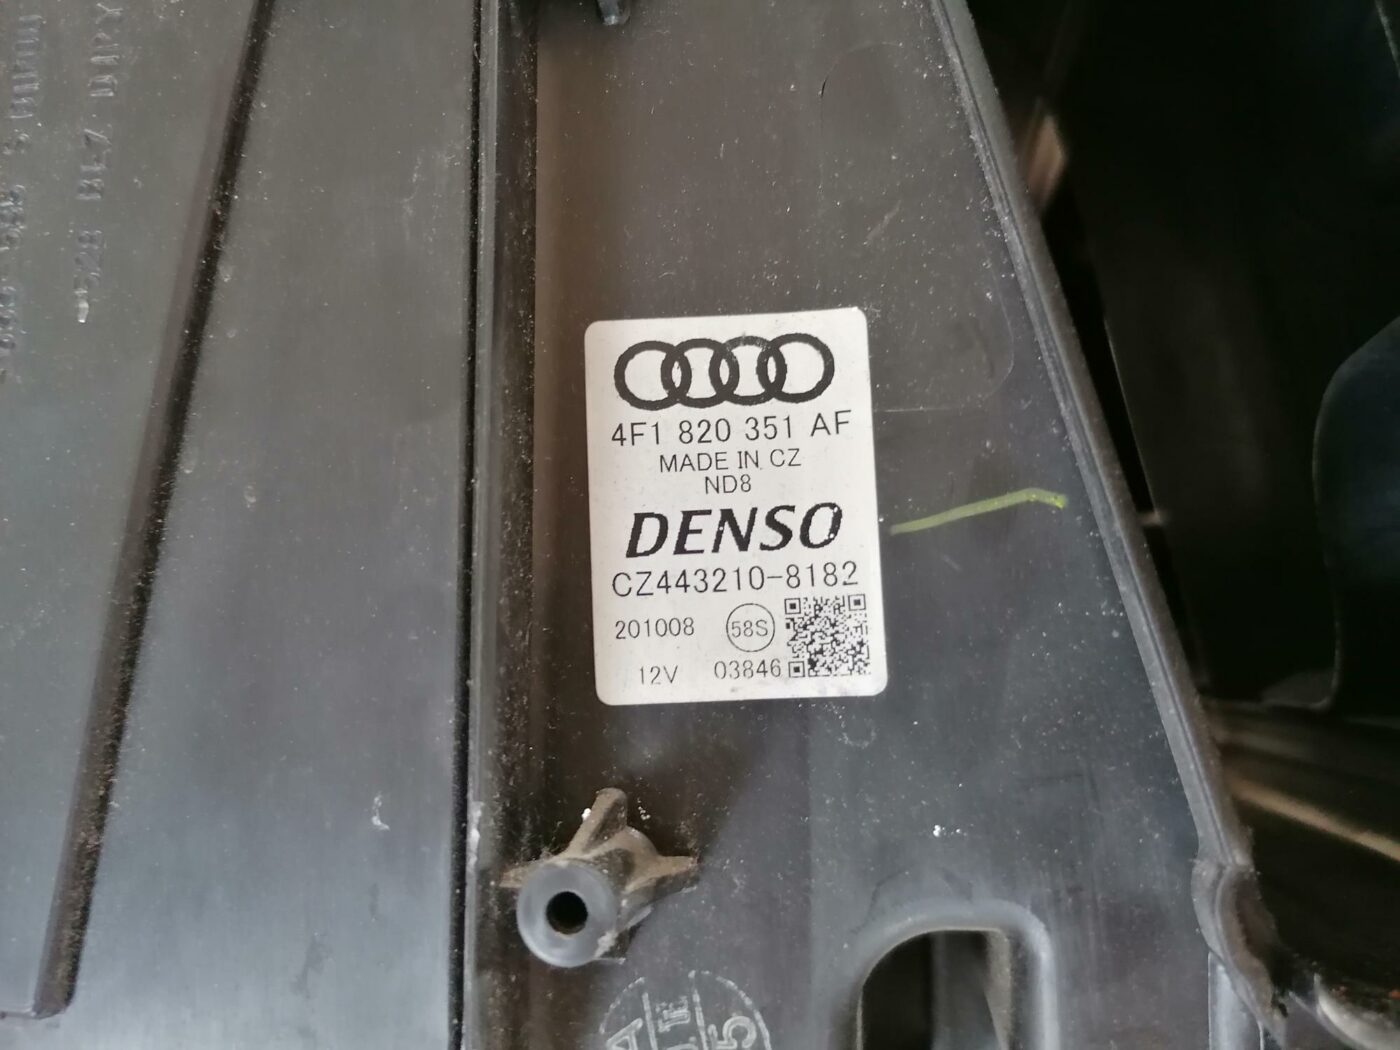 4F1 820 351 AF
MADE IN CZ
ND8
DENSO
CZ443210-8182
201008 58S
12V 03846